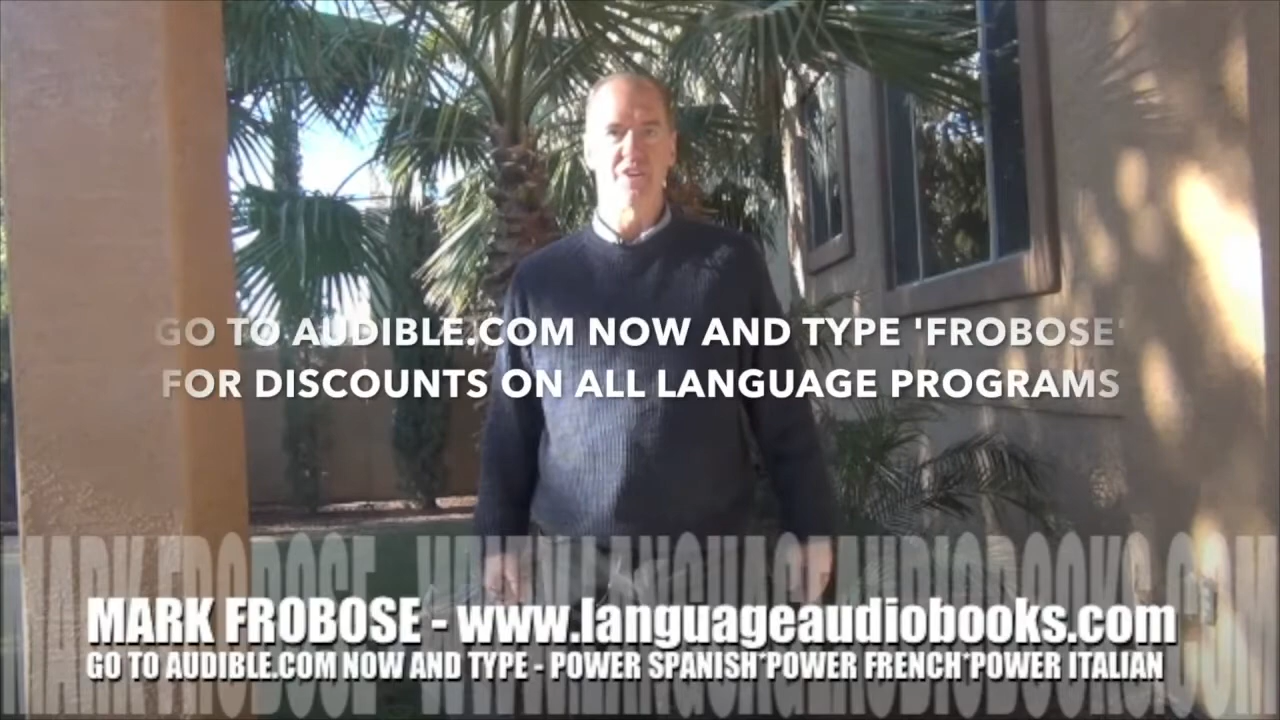 GO TO AUDIBLE.COM NOW AND TYPE 'FROBOSE'
FOR DISCOUNTS ON ALL LANGUAGE PROGRAMS
MARK FROBOSE - WWW.LANGUAGEAUDIOBOOKS.COM
MARK FROBOSE - www.languageaudiobooks.com
GO TO AUDIBLE.COM NOW AND TYPE - POWER SPANISH*POWER FRENCH*POWER ITALIAN